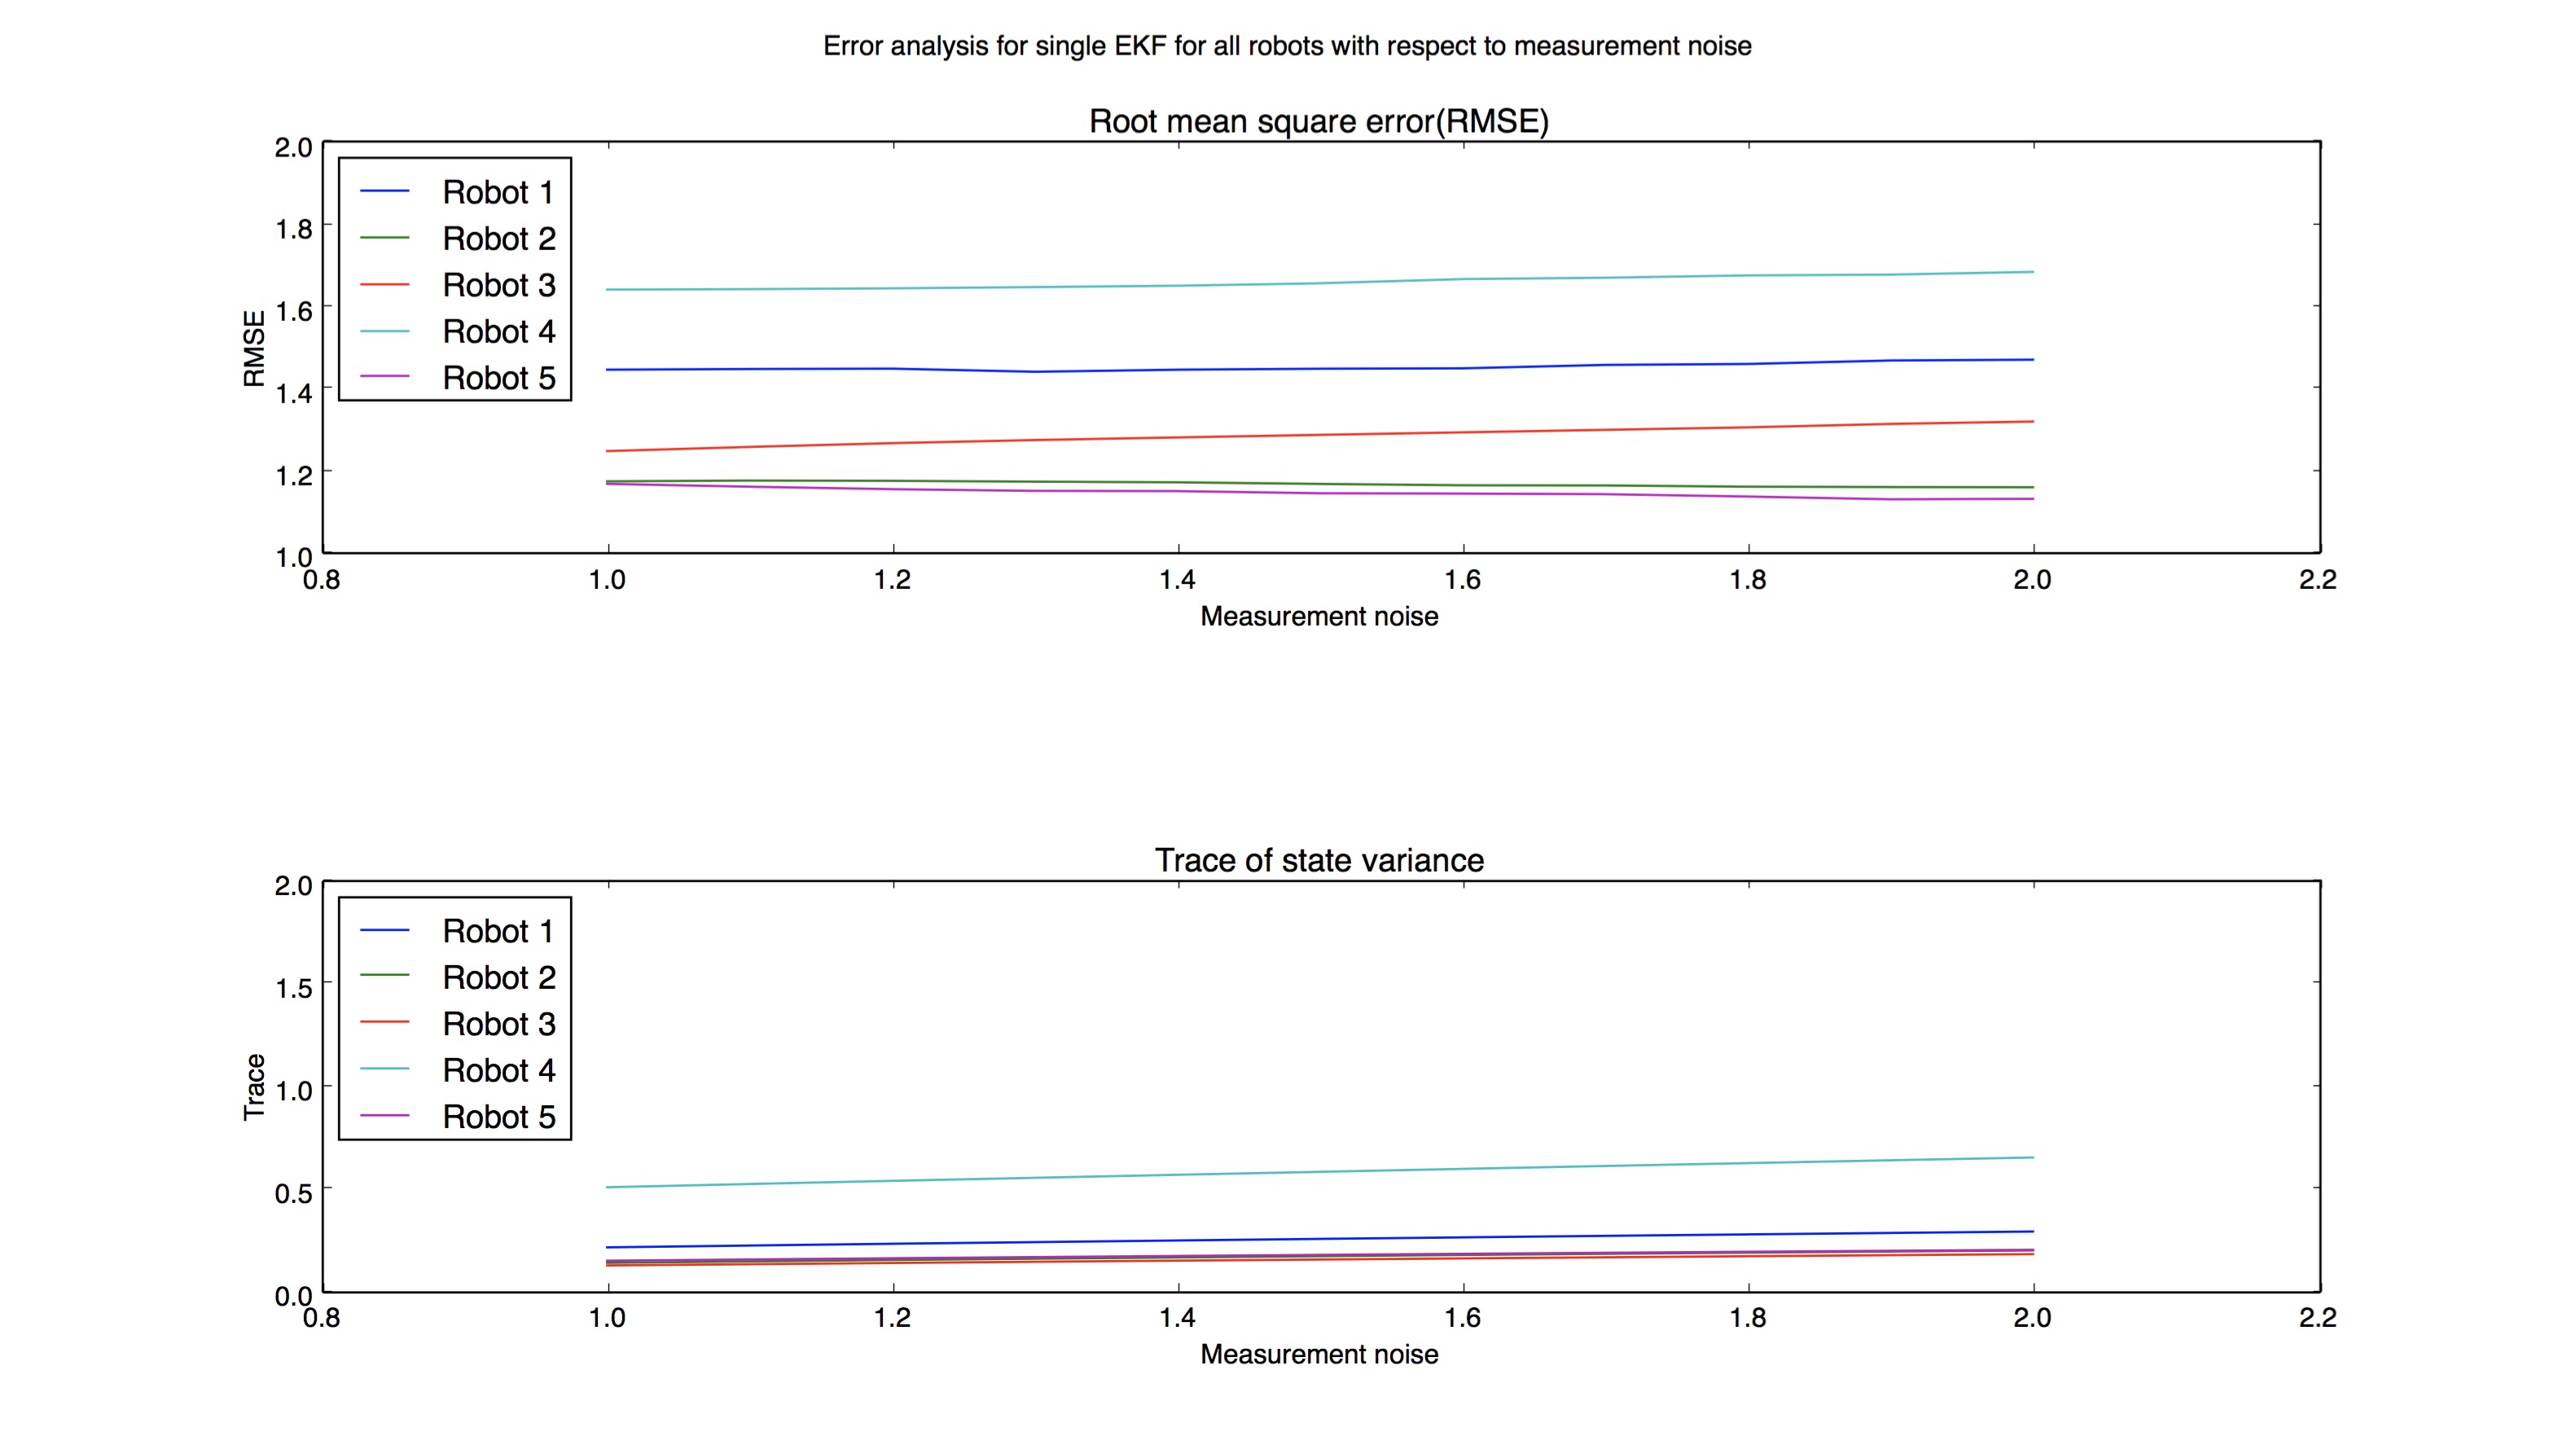 Error analysis for single EKF for all robots with respect to measurement noise
Root mean square error(RMSE)
2.0
1.8
1.6
1.4
1.2
1.0
RMSE
Robot 1
Robot 2
Robot 3
Robot 4
Robot 5
0.8 1.0 1.2 1.4 1.6 1.8 2.0 2.2
Measurement noise
Trace of state variance
2.0
1.5
1.0
0.5
0.0
Trace
Robot 1
Robot 2
Robot 3
Robot 4
Robot 5
0.8 1.0 1.2 1.4 1.6 1.8 2.0 2.2
Measurement noise